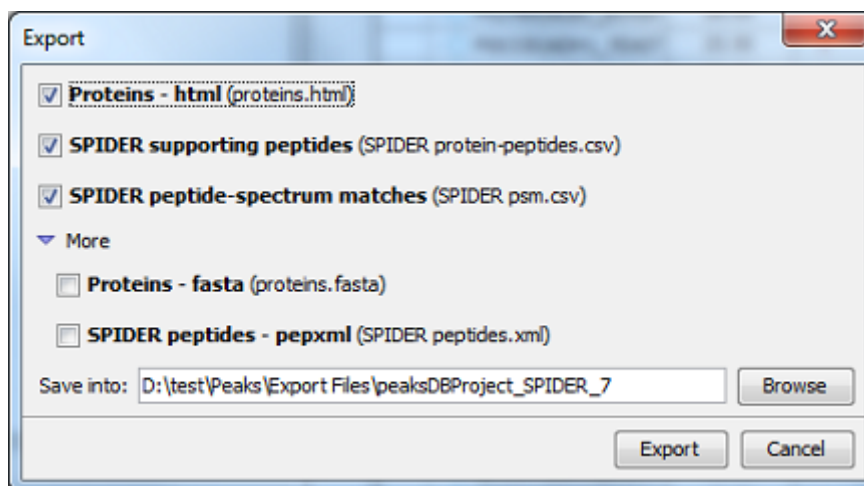 Export
Proteins - html (proteins.html)
SPIDER supporting peptides (SPIDER protein-peptides.csv)
SPIDER peptide-spectrum matches (SPIDER psm.csv)
More
Proteins - fasta (proteins.fasta)
SPIDER peptides - pepxml (SPIDER peptides.xml)
Save into: D:\test\Peaks\Export Files\peaksDBProject_SPIDER_7 Browse
Export Cancel